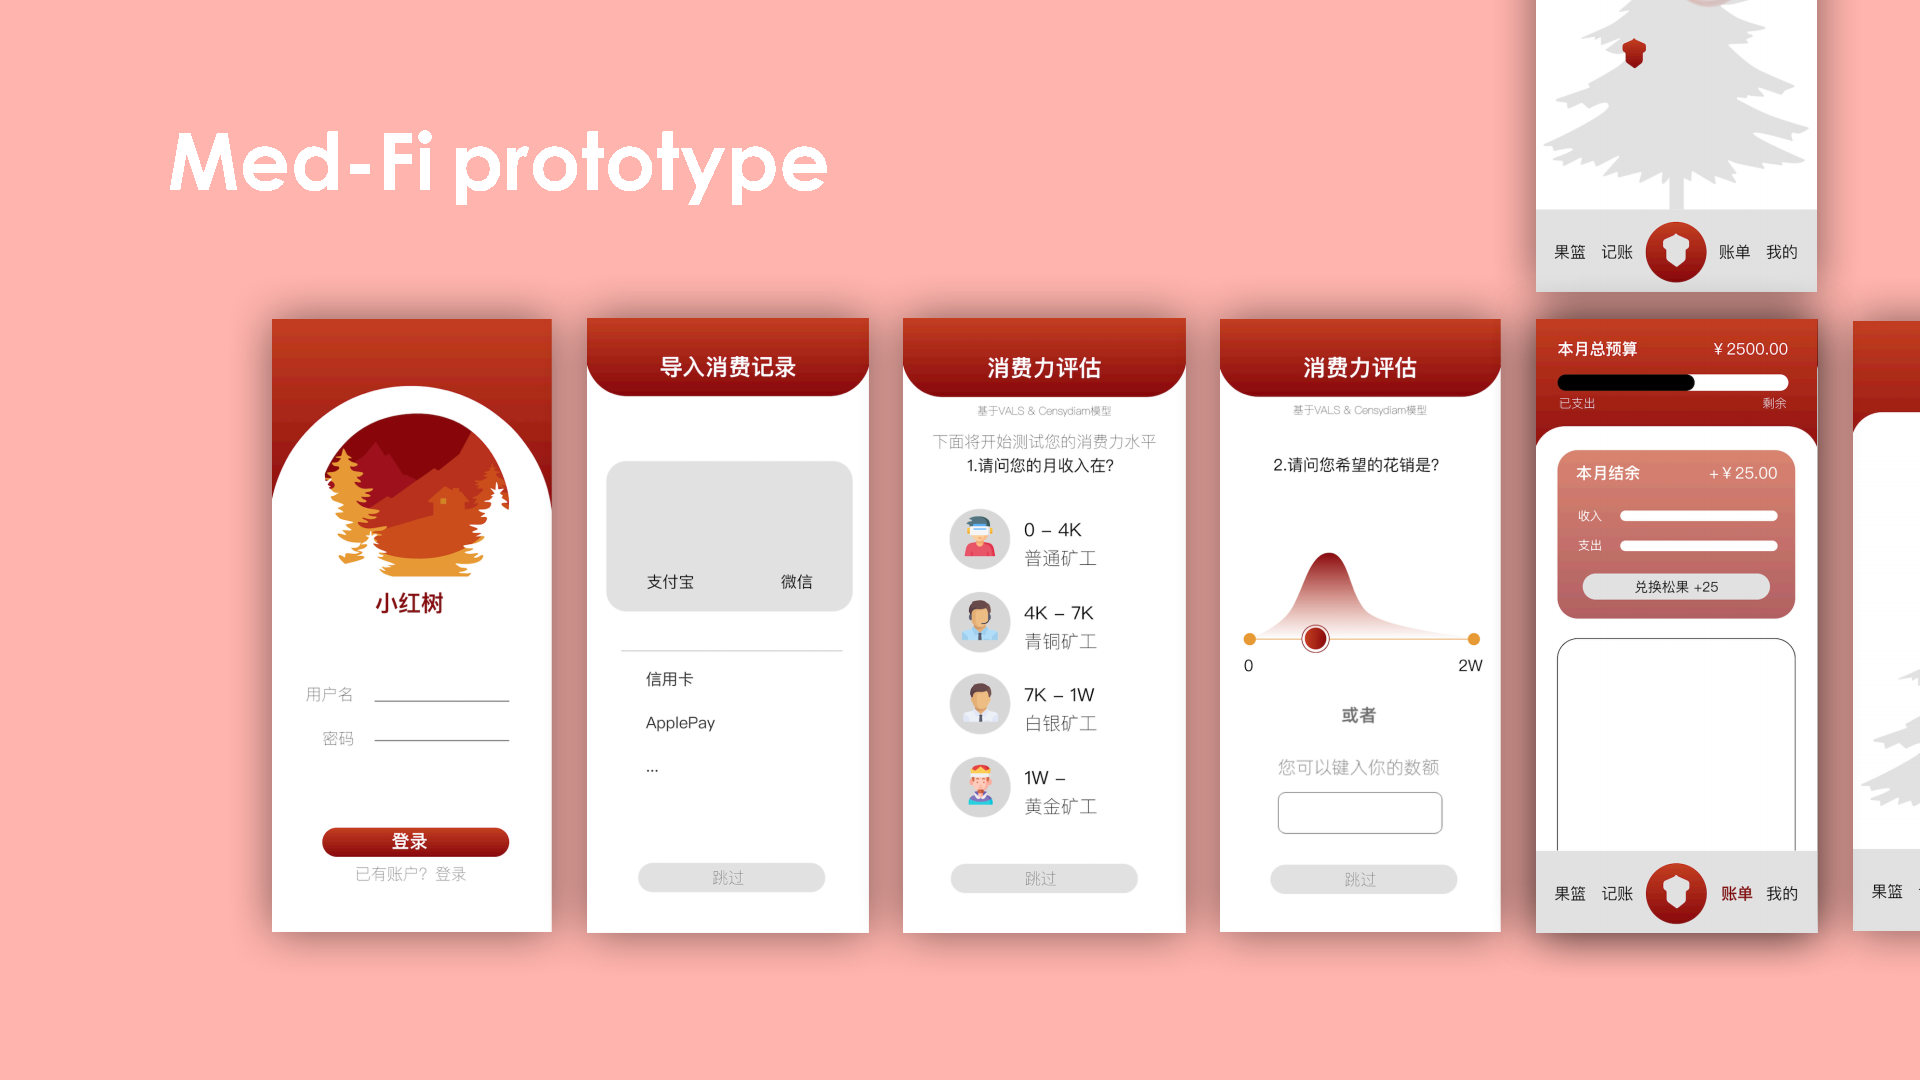 Med-Fi prototype
果篮 记账 账单 我的
小红树
用户名
密码
登录
已有账户? 登录
导入消费记录
支付宝 微信
信用卡
ApplePay
...
跳过
消费力评估
基于VALS & Censydiam模型
下面将开始测试您的消费力水平
1.请问您的月收入在?
0 – 4K
普通矿工
4K – 7K
青铜矿工
7K – 1W
白银矿工
1W –
黄金矿工
跳过
消费力评估
基于VALS & Censydiam模型
2.请问您希望的花销是?
0 2W
或者
您可以键入你的数额
跳过
本月总预算 ¥ 2500.00
已支出 剩余
本月结余 + ¥ 25.00
收入
支出
兑换松果 +25
果篮 记账 账单 我的
果篮